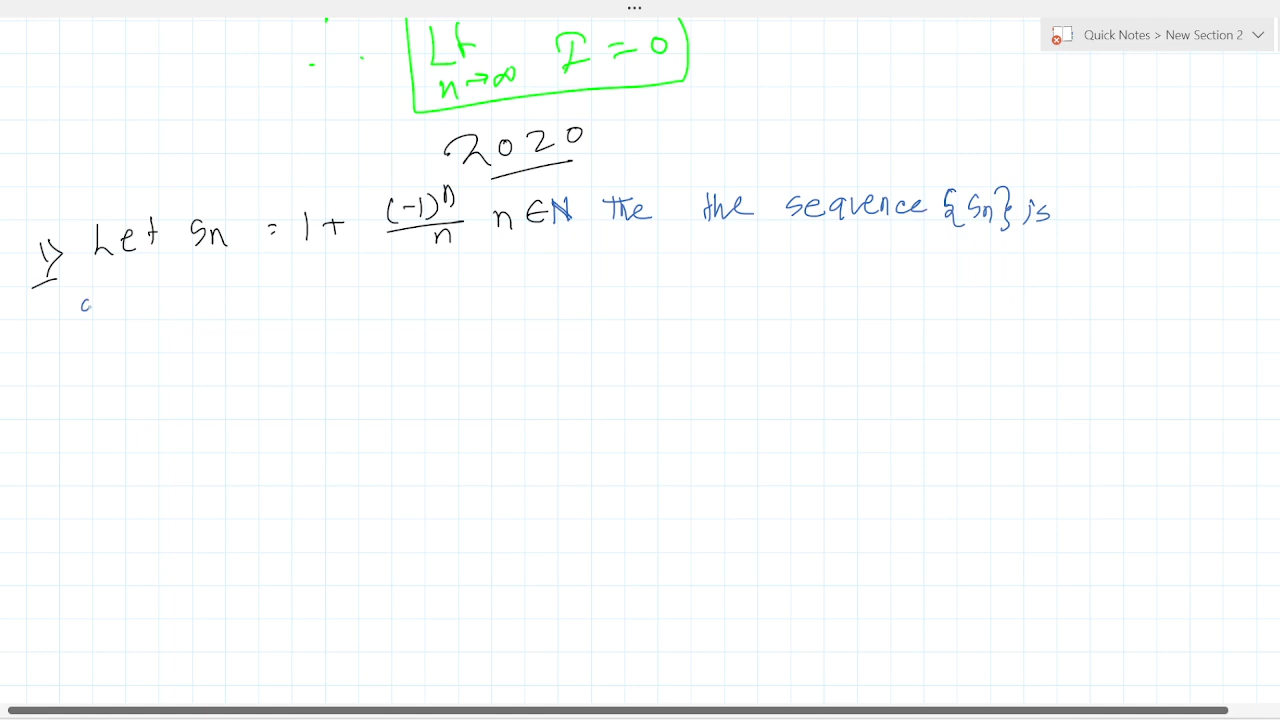 ...
Quick Notes > New Section 2
∴ Lt n→∞ I = 0
2020
1> Let Sn = 1 + (-1)^n/n n ∈ N the the sequence {Sn} is